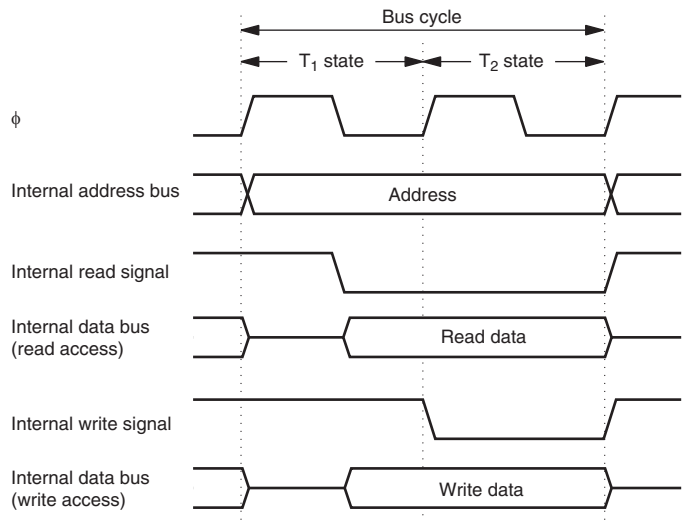 Bus cycle
T1 state
T2 state
ϕ
Internal address bus
Address
Internal read signal
Internal data bus
(read access)
Read data
Internal write signal
Internal data bus
(write access)
Write data